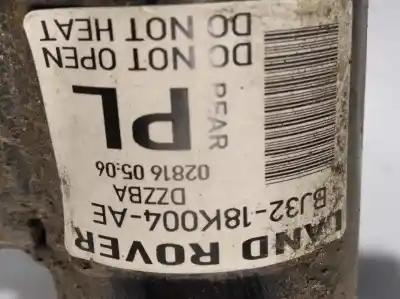 LAND ROVER
BJ32-18K004-AE
DZZBA
02816 05:06
REAR
PL
DO NOT OPEN
DO NOT HEAT